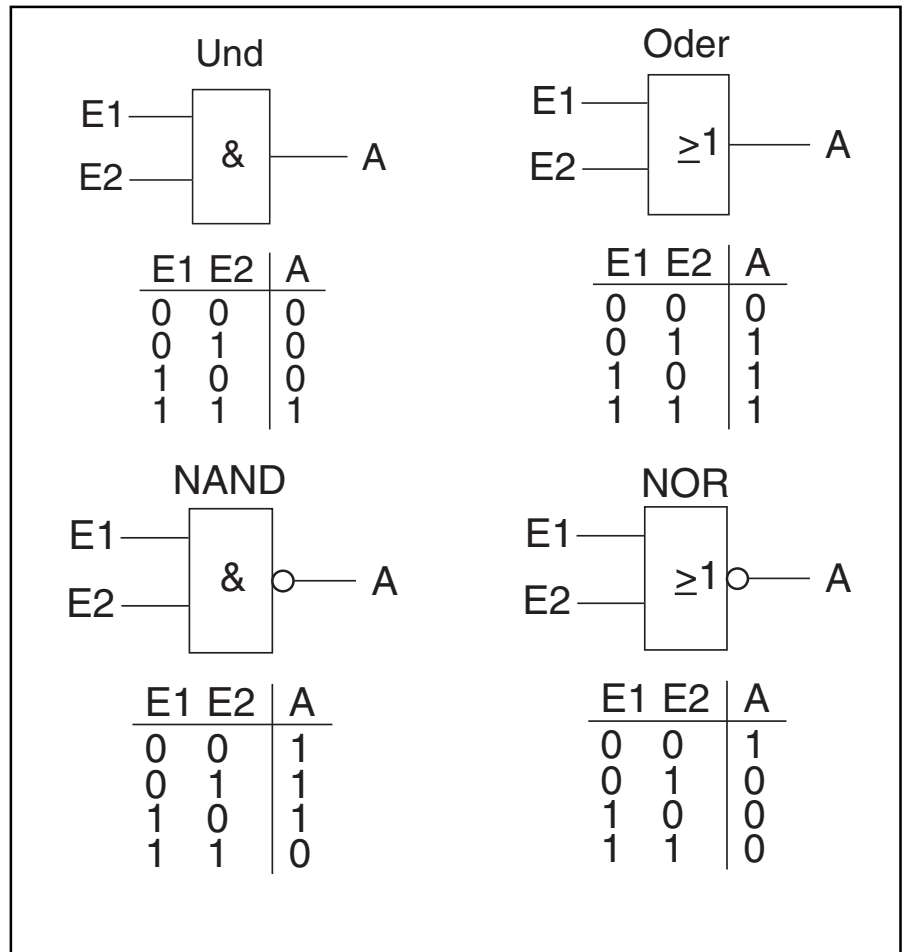 Und
E1
E2
&
A
E1 E2 A
0 0 0
0 1 0
1 0 0
1 1 1
Oder
E1
E2
≥1
A
E1 E2 A
0 0 0
0 1 1
1 0 1
1 1 1
NAND
E1
E2
&
A
E1 E2 A
0 0 1
0 1 1
1 0 1
1 1 0
NOR
E1
E2
≥1
A
E1 E2 A
0 0 1
0 1 0
1 0 0
1 1 0